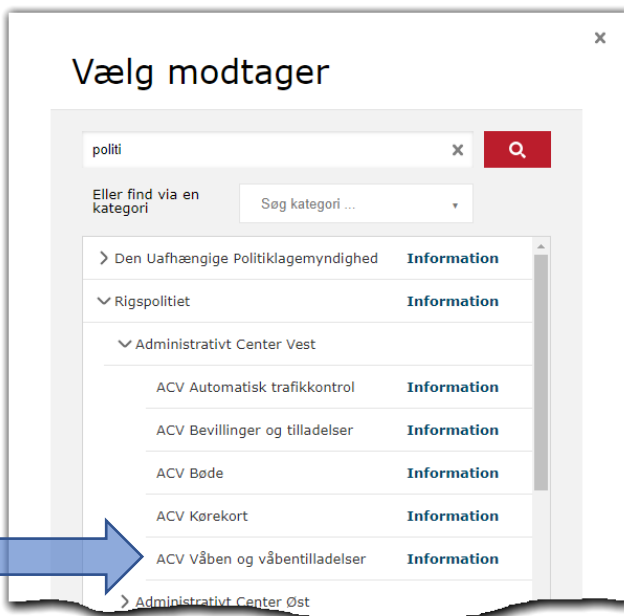 Vælg modtager
politi
Eller find via en
kategori
Søg kategori ...
Den Uafhængige Politiklagemyndighed Information
Rigspolitiet Information
Administrativt Center Vest
ACV Automatisk trafikkontrol Information
ACV Bevillinger og tilladelser Information
ACV Bøde Information
ACV Kørekort Information
ACV Våben og våbentilladelser Information
Administrativt Center Øst